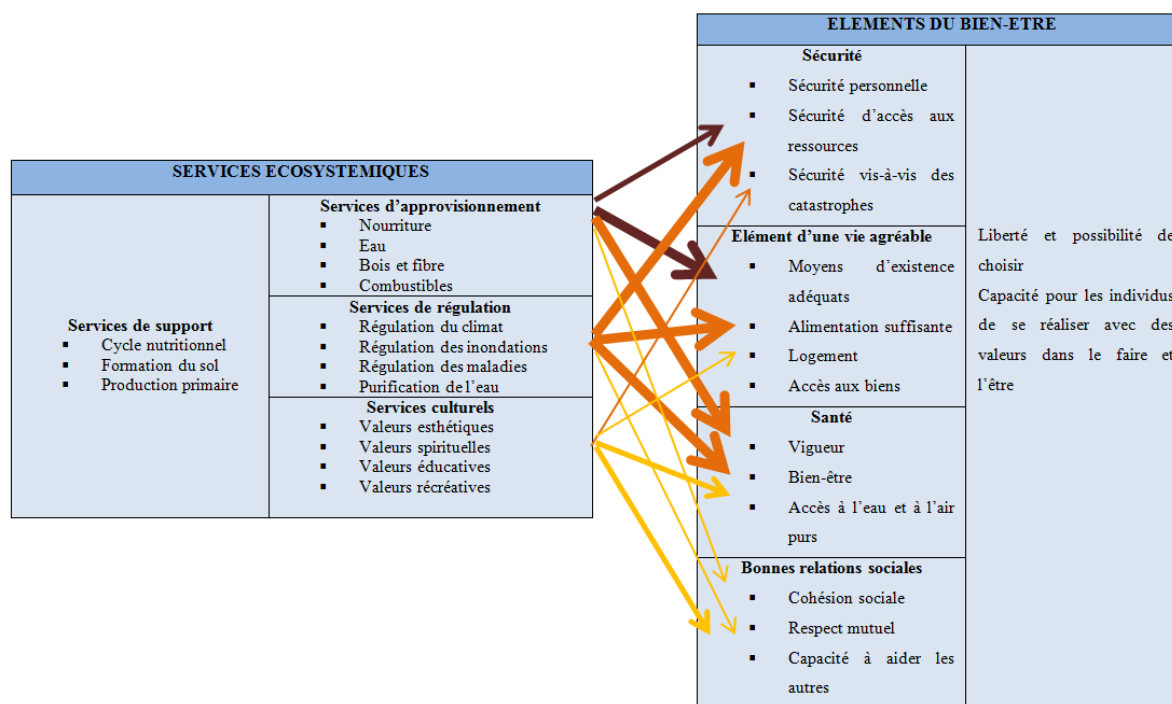 SERVICES ECOSYSTEMIQUES
Services de support
Cycle nutritionnel
Formation du sol
Production primaire
Services d’approvisionnement
Nourriture
Eau
Bois et fibre
Combustibles
Services de régulation
Régulation du climat
Régulation des inondations
Régulation des maladies
Purification de l’eau
Services culturels
Valeurs esthétiques
Valeurs spirituelles
Valeurs éducatives
Valeurs récréatives
ELEMENTS DU BIEN-ETRE
Sécurité
Sécurité personnelle
Sécurité d’accès aux
ressources
Sécurité vis-à-vis des
catastrophes
Elément d’une vie agréable
Moyens d’existence
adéquats
Alimentation suffisante
Logement
Accès aux biens
Santé
Vigueur
Bien-être
Accès à l’eau et à l’air
purs
Bonnes relations sociales
Cohésion sociale
Respect mutuel
Capacité à aider les
autres
Liberté et possibilité de
choisir
Capacité pour les individus
de se réaliser avec des
valeurs dans le faire et
l’être